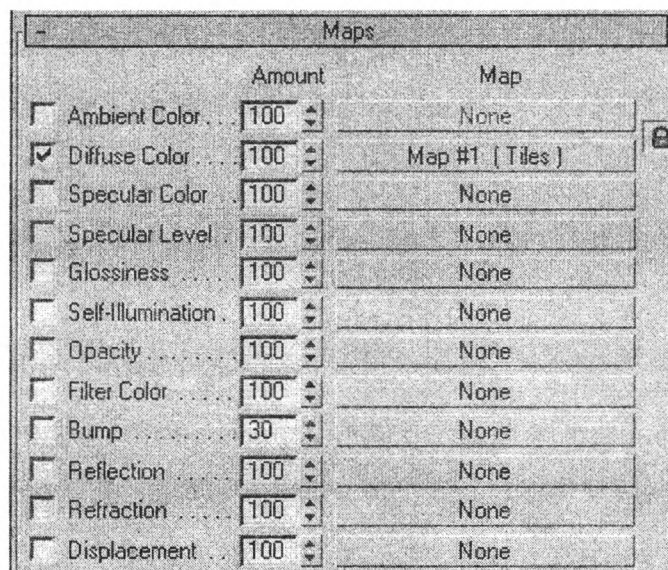 - Maps
Amount Map
Ambient Color . . . 100 None
Diffuse Color . . . . 100 Map #1 ( Tiles )
Specular Color . . 100 None
Specular Level . . 100 None
Glossiness . . . . . . 100 None
Self-Illumination . 100 None
Opacity . . . . . . . . 100 None
Filter Color . . . . . 100 None
Bump . . . . . . . . . 30 None
Reflection . . . . . . 100 None
Refraction . . . . . 100 None
Displacement . . 100 None